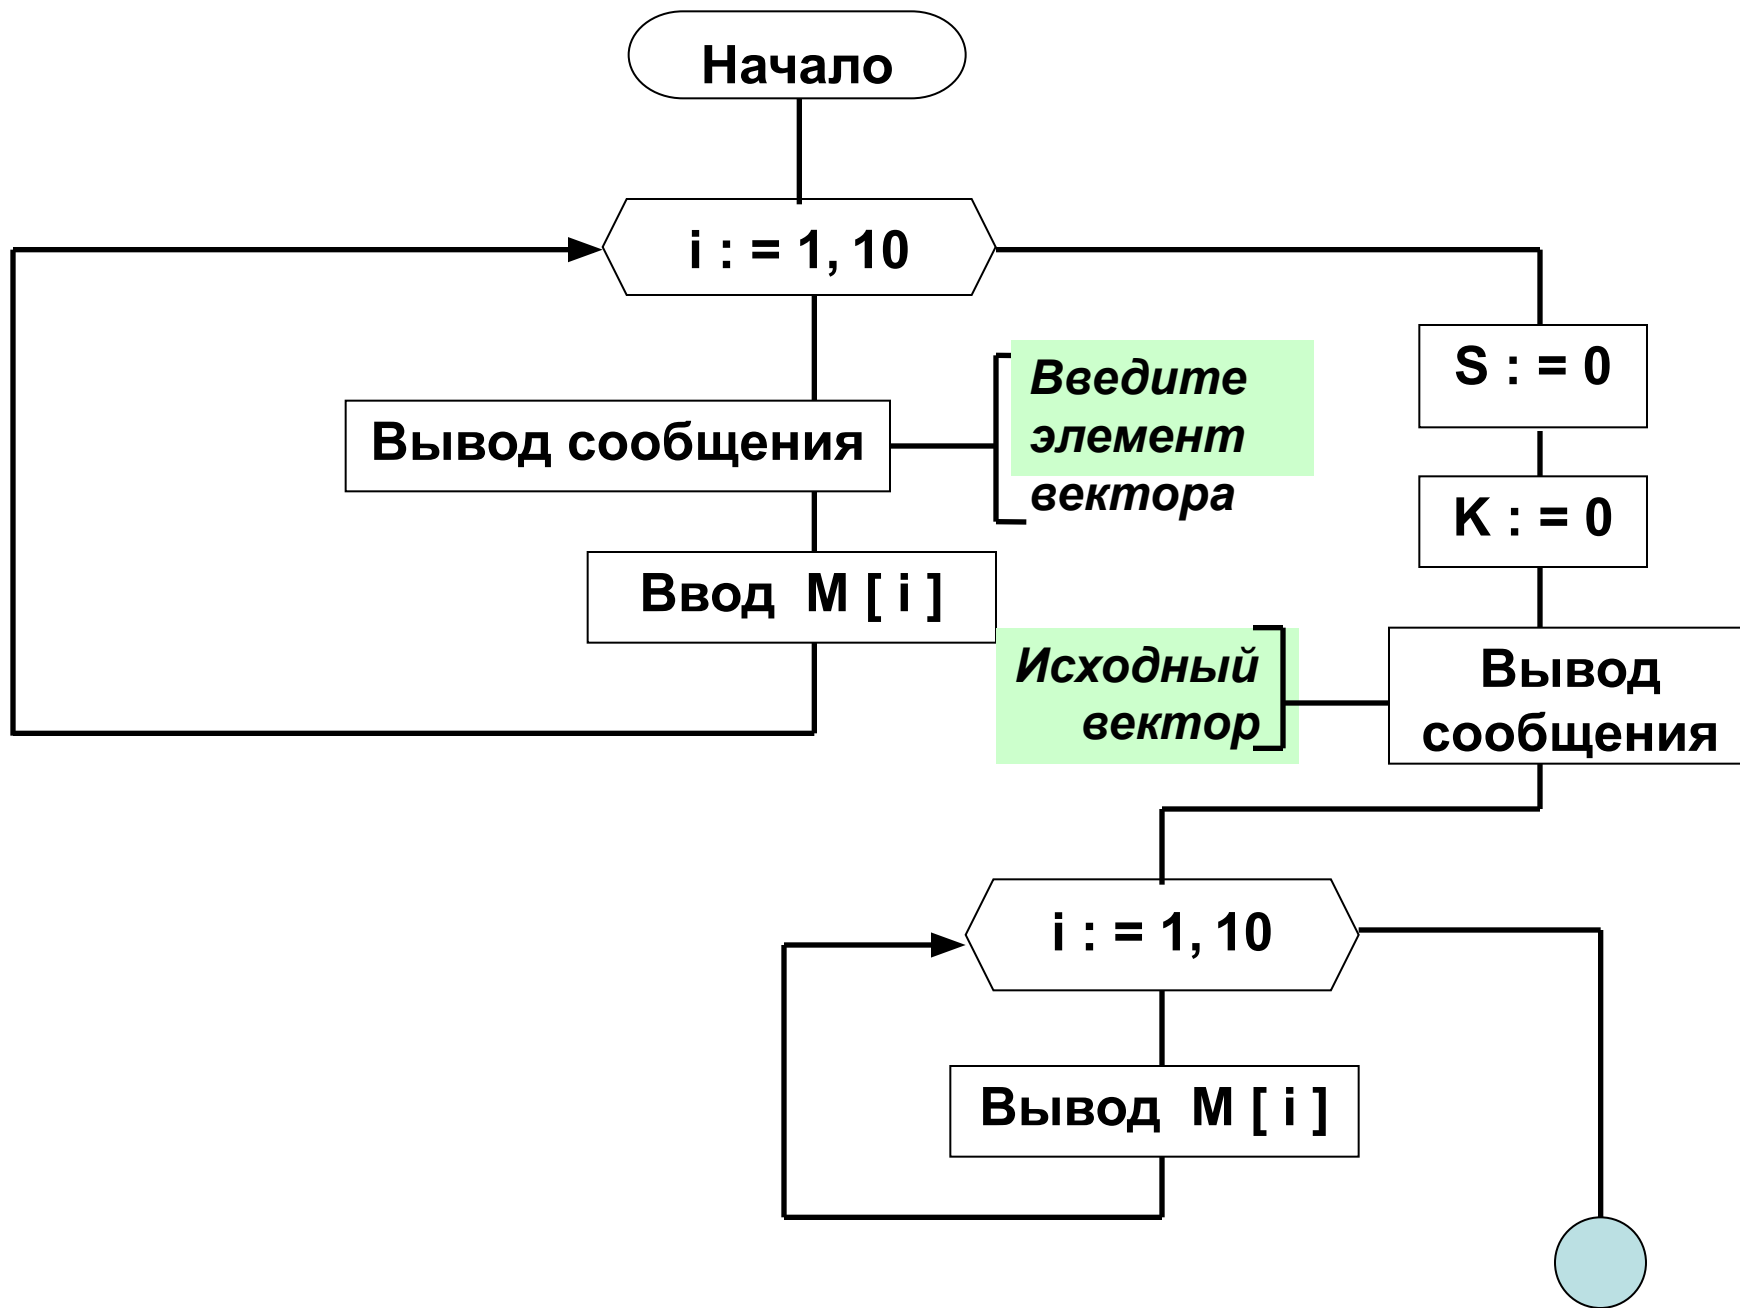 Начало
i : = 1, 10
Вывод сообщения
Введите
элемент
вектора
Ввод M [ i ]
S : = 0
K : = 0
Вывод
сообщения
Исходный
вектор
i : = 1, 10
Вывод M [ i ]